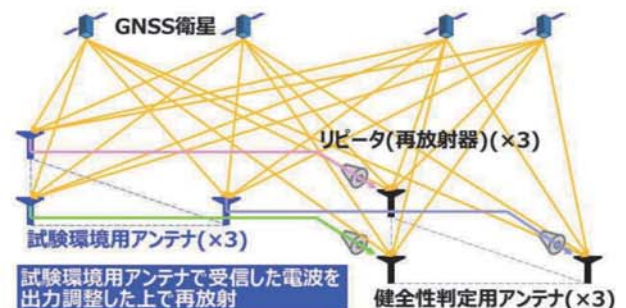 GNSS衛星
リピータ(再放射器)(×3)
試験環境用アンテナ(×3)
試験環境用アンテナで受信した電波を
出力調整した上で再放射
健全性判定用アンテナ(×3)